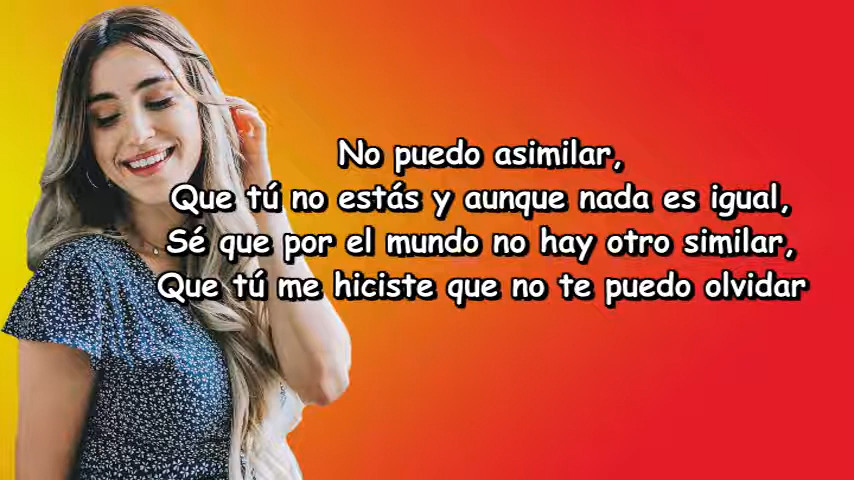 No puedo asimilar,
Que tú no estás y aunque nada es igual,
Sé que por el mundo no hay otro similar,
Que tú me hiciste que no te puedo olvidar